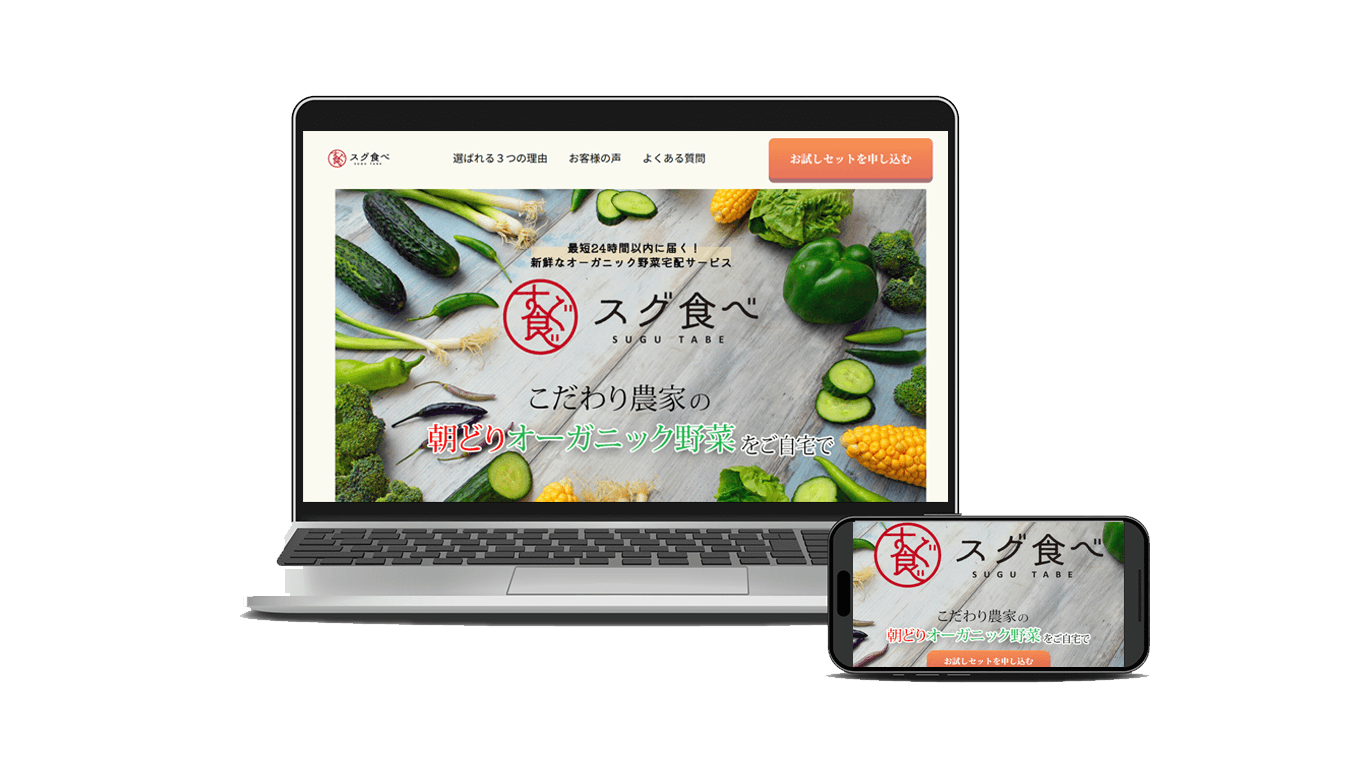 すぐ食べ
スグ食べ
SUGU TABE
選ばれる３つの理由 お客様の声 よくある質問
お試しセットを申し込む
最短24時間以内に届く！
新鮮なオーガニック野菜宅配サービス
すぐ食べ
スグ食べ
SUGU TABE
こだわり農家の
朝どりオーガニック野菜をご自宅で
すぐ食べ
スグ食べ
SUGU TABE
こだわり農家の
朝どりオーガニック野菜をご自宅で
お試しセットを申し込む